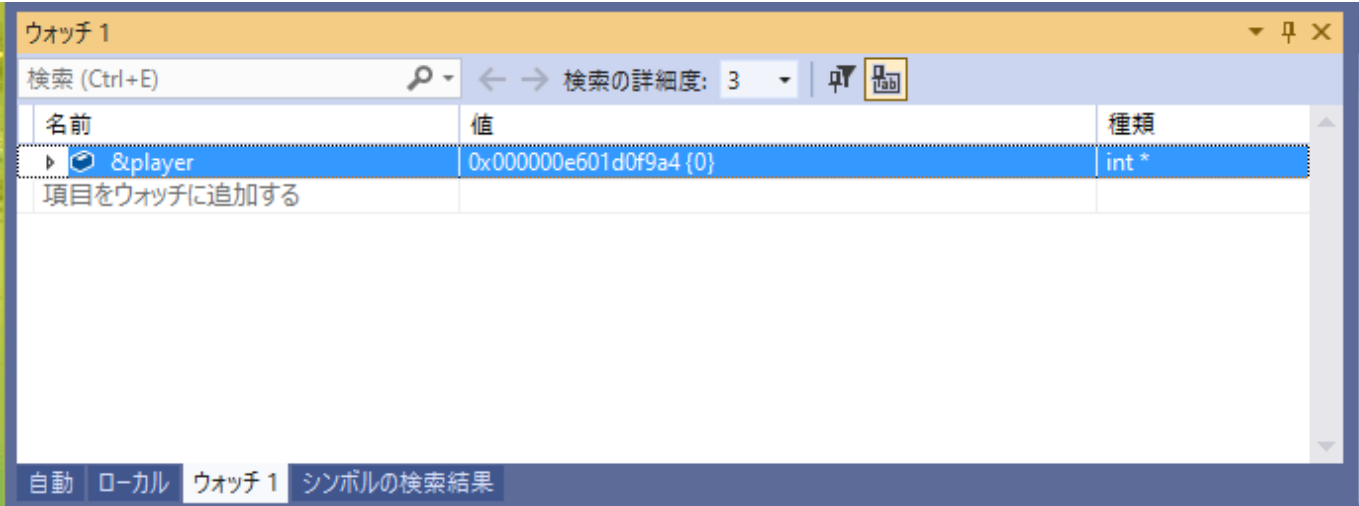 ウォッチ 1
検索 (Ctrl+E) 検索の詳細度: 3
名前 値 種類
&player 0x000000e601d0f9a4 {0} int *
項目をウォッチに追加する
自動 ローカル ウォッチ 1 シンボルの検索結果